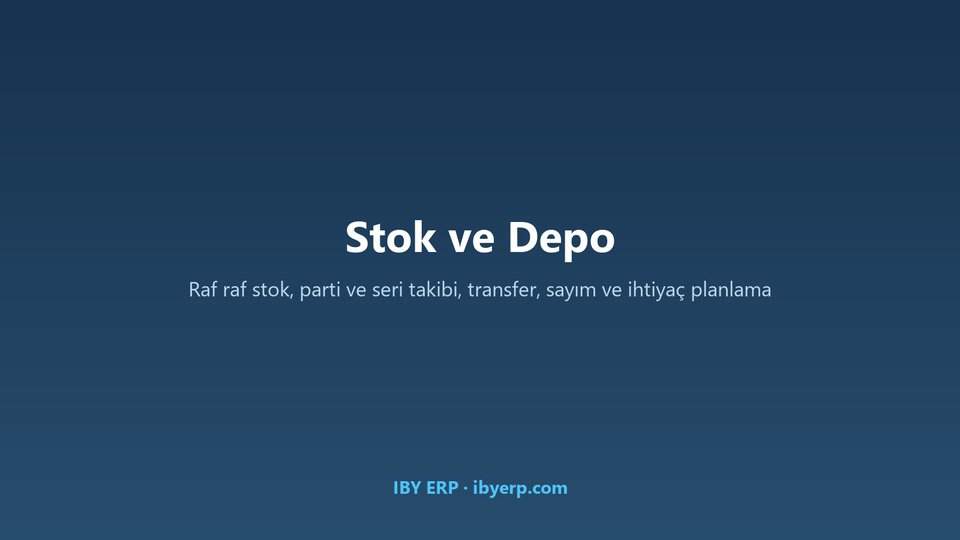 Stok ve Depo
Raf raf stok, parti ve seri takibi, transfer, sayım ve ihtiyaç planlama
IBY ERP · ibyerp.com